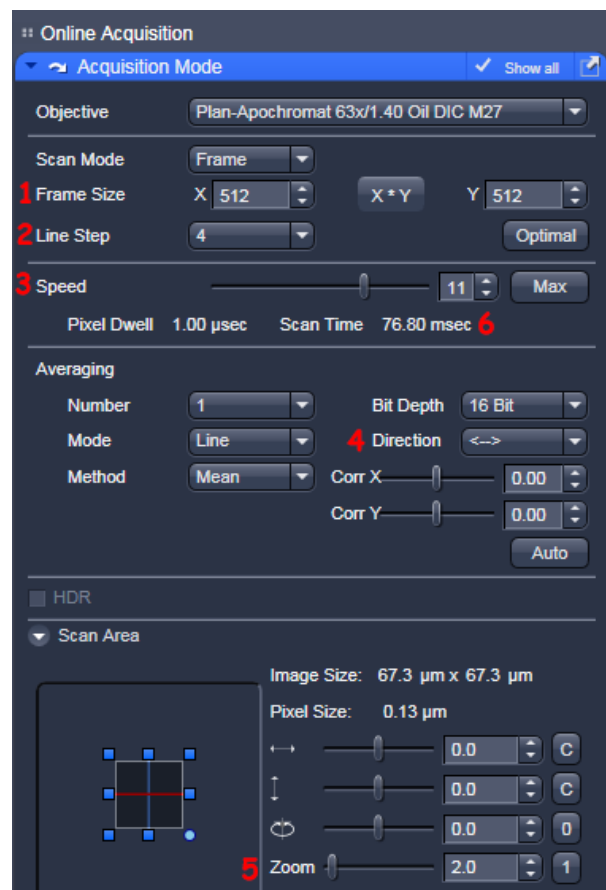 Online Acquisition
Acquisition Mode Show all
Objective Plan-Apochromat 63x/1.40 Oil DIC M27
Scan Mode Frame
1 Frame Size X 512 X * Y Y 512
2 Line Step 4 Optimal
3 Speed 11 Max
Pixel Dwell 1.00 µsec Scan Time 76.80 msec 6
Averaging
Number 1 Bit Depth 16 Bit
Mode Line 4 Direction <-->
Method Mean Corr X 0.00
Corr Y 0.00
Auto
HDR
Scan Area
Image Size: 67.3 µm x 67.3 µm
Pixel Size: 0.13 µm
0.0 C
0.0 C
0.0 0
5 Zoom 2.0 1